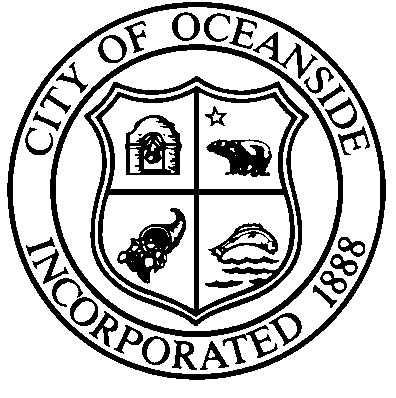 CITY OF OCEANSIDE
INCORPORATED 1888